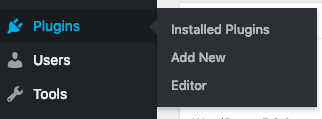 Plugins
Installed Plugins
Add New
Editor
Users
Tools